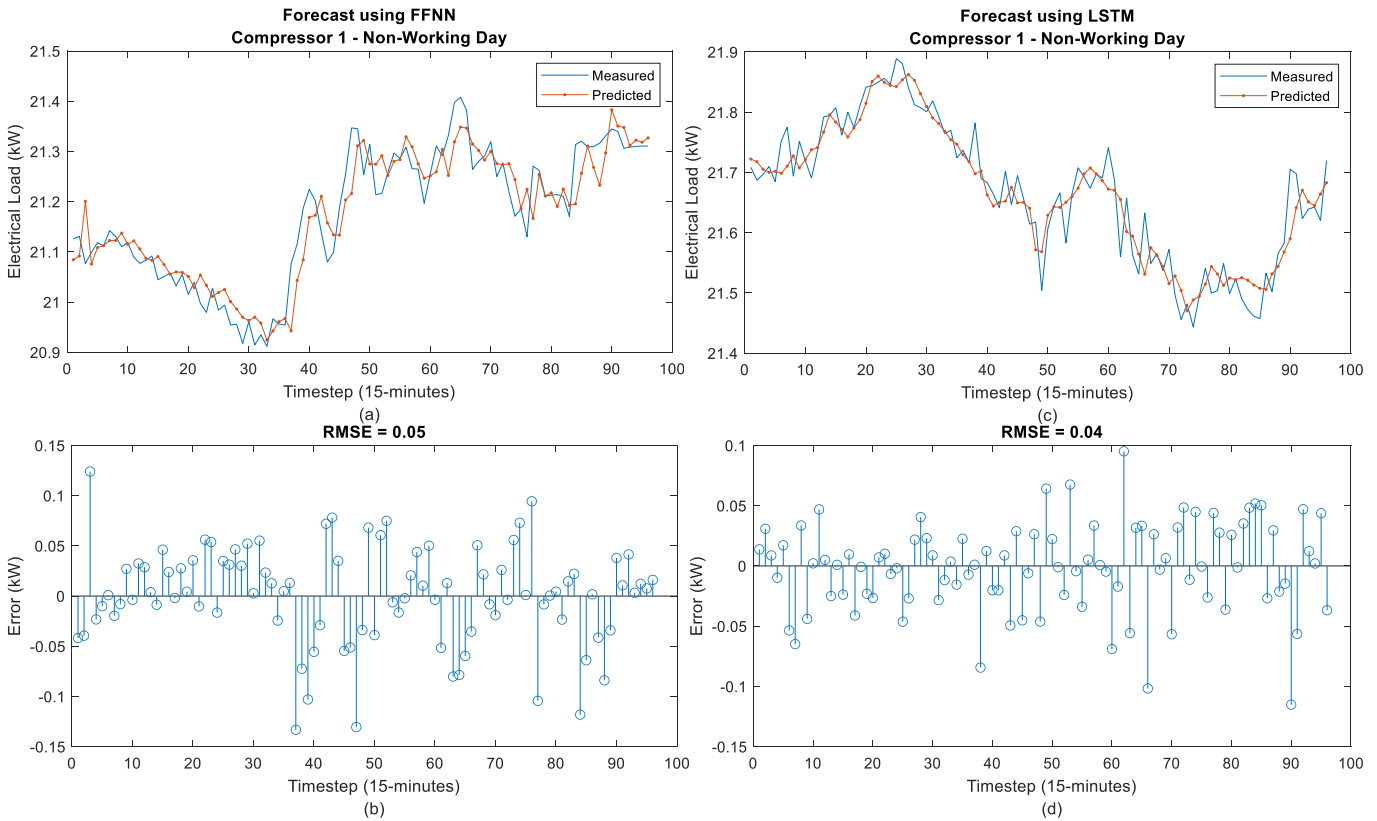 Forecast using FFNN
Compressor 1 - Non-Working Day
21.5
21.4
21.3
21.2
21.1
21
20.9
Electrical Load (kW)
Measured
Predicted
0 10 20 30 40 50 60 70 80 90 100
Timestep (15-minutes)
(a)
Forecast using LSTM
Compressor 1 - Non-Working Day
21.9
21.8
21.7
21.6
21.5
21.4
Electrical Load (kW)
Measured
Predicted
0 10 20 30 40 50 60 70 80 90 100
Timestep (15-minutes)
(c)
RMSE = 0.05
0.15
0.1
0.05
0
-0.05
-0.1
-0.15
Error (kW)
0 10 20 30 40 50 60 70 80 90 100
Timestep (15-minutes)
(b)
RMSE = 0.04
0.1
0.05
0
-0.05
-0.1
-0.15
Error (kW)
0 10 20 30 40 50 60 70 80 90 100
Timestep (15-minutes)
(d)